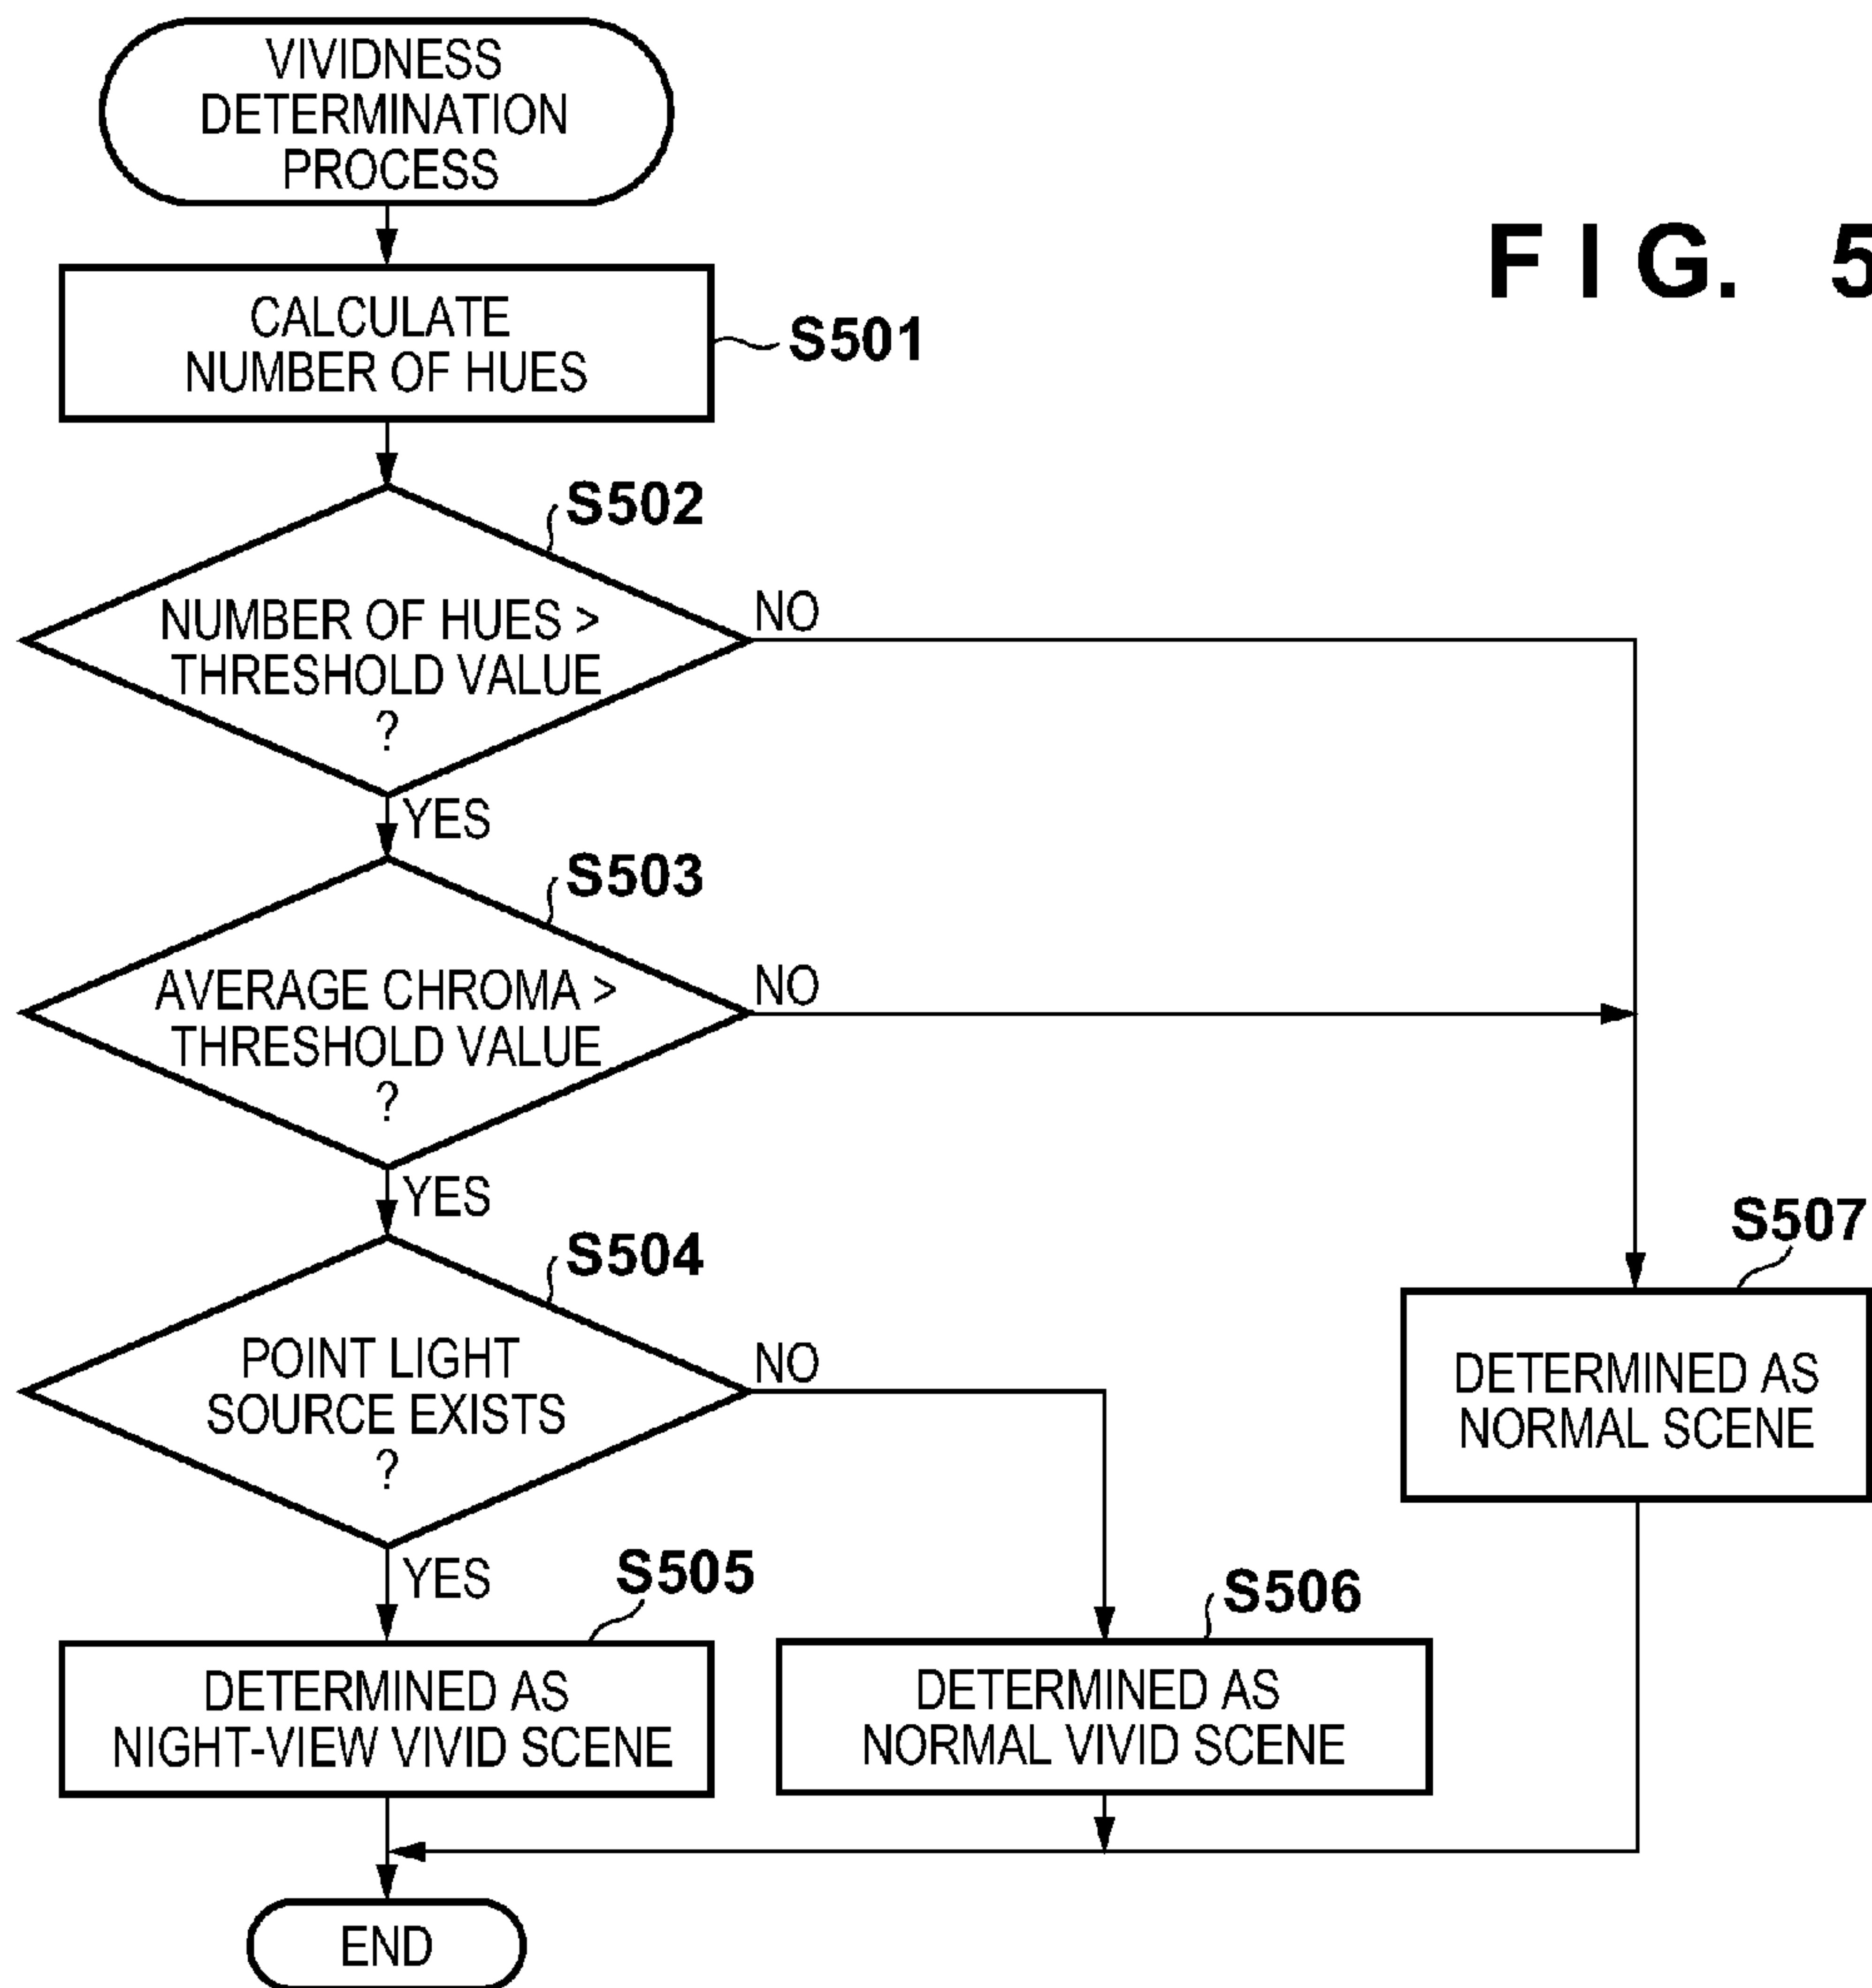 VIVIDNESS
DETERMINATION
PROCESS
F I G. 5
CALCULATE
NUMBER OF HUES
S501
S502
NUMBER OF HUES >
THRESHOLD VALUE
?
NO
YES
S503
AVERAGE CHROMA >
THRESHOLD VALUE
?
NO
YES
S504
POINT LIGHT
SOURCE EXISTS
?
NO
YES
S507
DETERMINED AS
NORMAL SCENE
S505
DETERMINED AS
NIGHT-VIEW VIVID SCENE
S506
DETERMINED AS
NORMAL VIVID SCENE
END